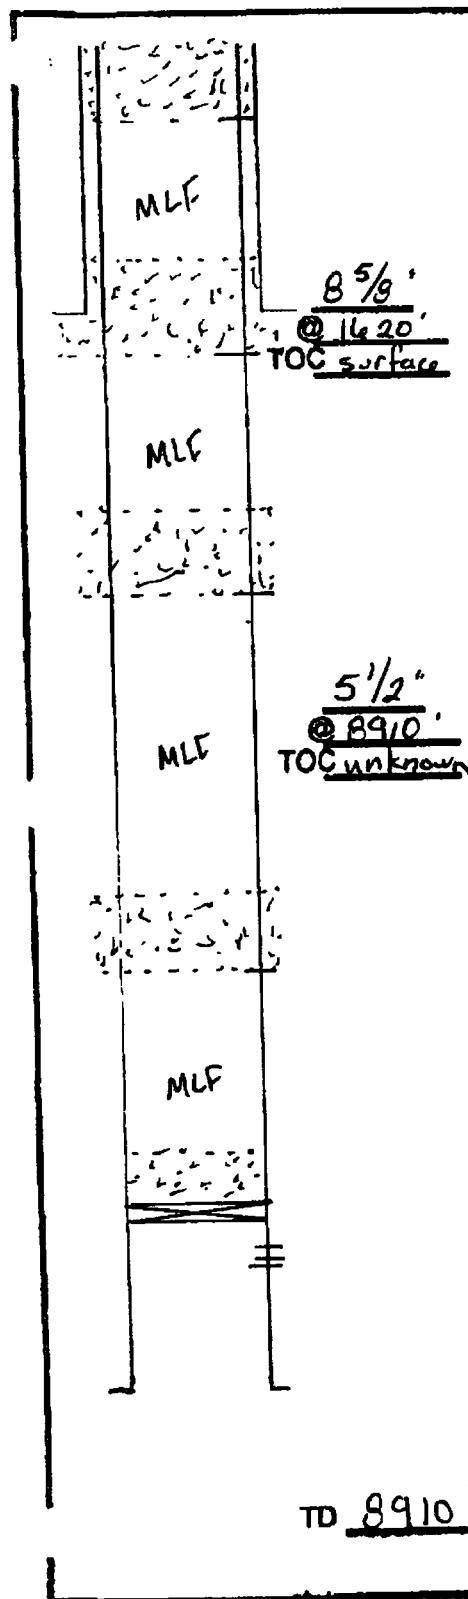 MLF
8 5/8"
@ 1620'
TOC surface
MLF
5 1/2"
@ 8910'
TOC unknown
MLF
MLF
TD 8910